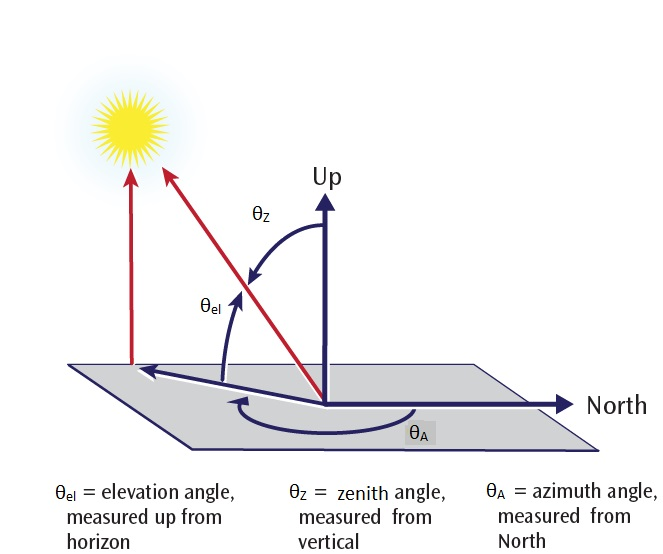 Up
θZ
θel
North
θA
θel = elevation angle,
measured up from
horizon
θZ = zenith angle,
measured from
vertical
θA = azimuth angle,
measured from
North